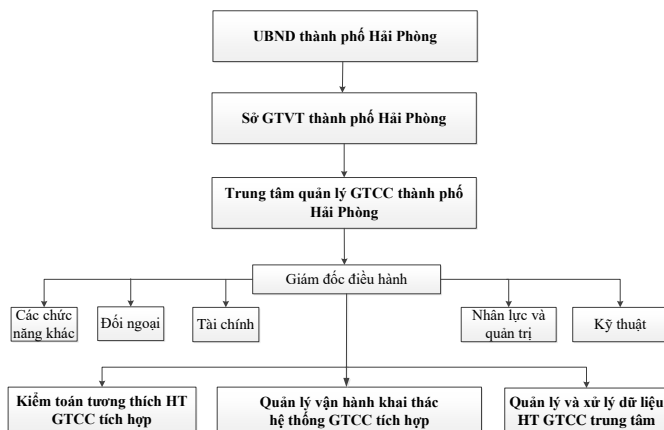 UBND thành phố Hải Phòng
Sở GTVT thành phố Hải Phòng
Trung tâm quản lý GTCC thành phố
Hải Phòng
Giám đốc điều hành
Các chức
năng khác
Đối ngoại
Tài chính
Nhân lực và
quản trị
Kỹ thuật
Kiểm toán tương thích HT
GTCC tích hợp
Quản lý vận hành khai thác
hệ thống GTCC tích hợp
Quản lý và xử lý dữ liệu
HT GTCC trung tâm